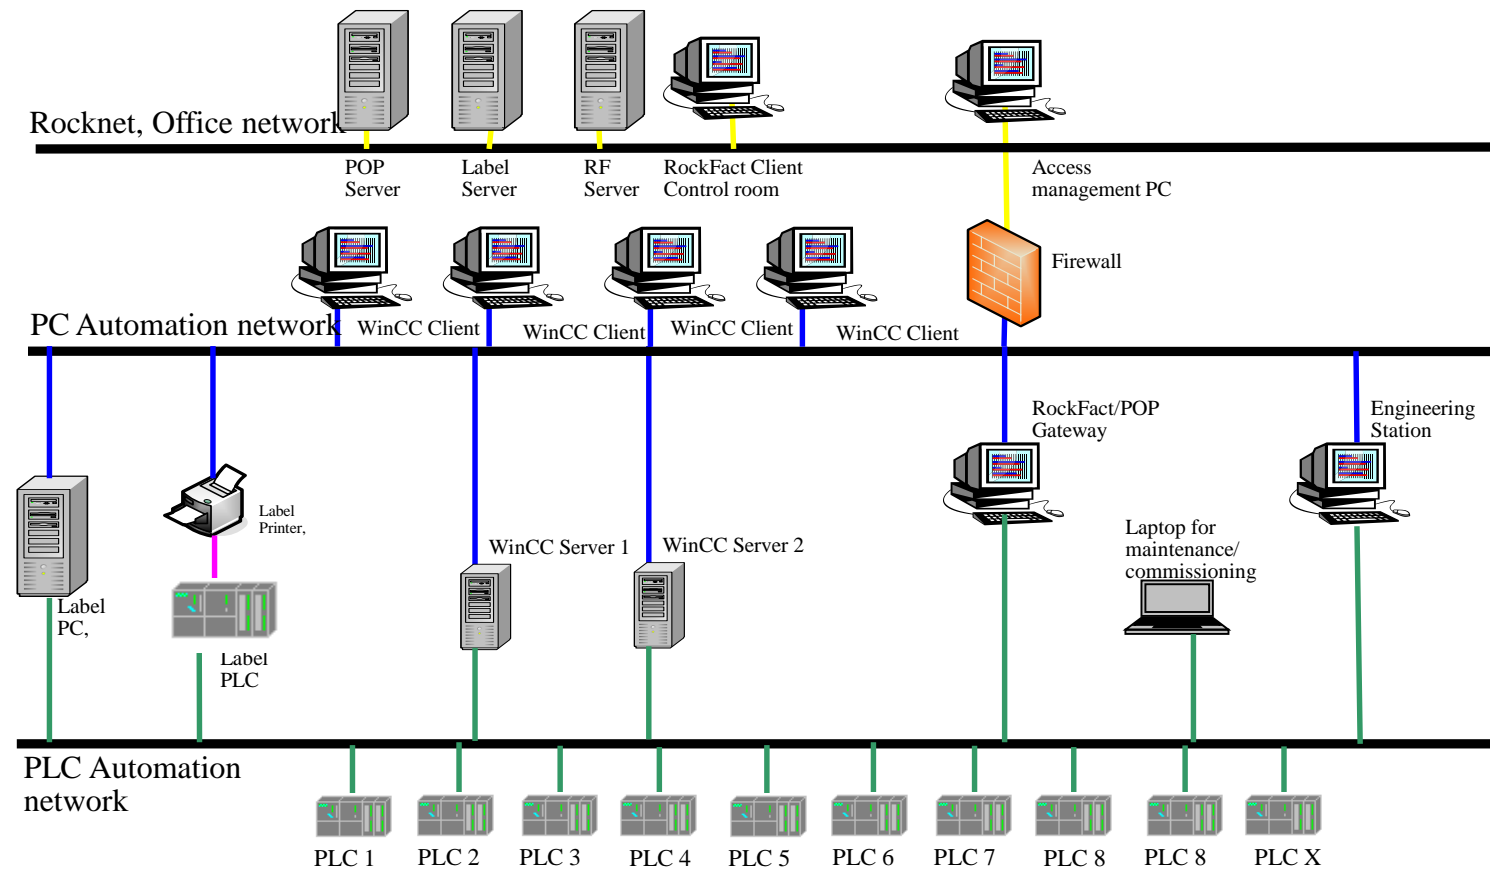 Rocknet, Office network
POP
Server
Label
Server
RF
Server
RockFact Client
Control room
Access
management PC
Firewall
PC Automation network
WinCC Client
WinCC Client
WinCC Client
WinCC Client
RockFact/POP
Gateway
Engineering
Station
Label
Printer,
WinCC Server 1
WinCC Server 2
Laptop for
maintenance/
commissioning
Label
PC,
Label
PLC
PLC Automation
network
PLC 1
PLC 2
PLC 3
PLC 4
PLC 5
PLC 6
PLC 7
PLC 8
PLC 8
PLC X